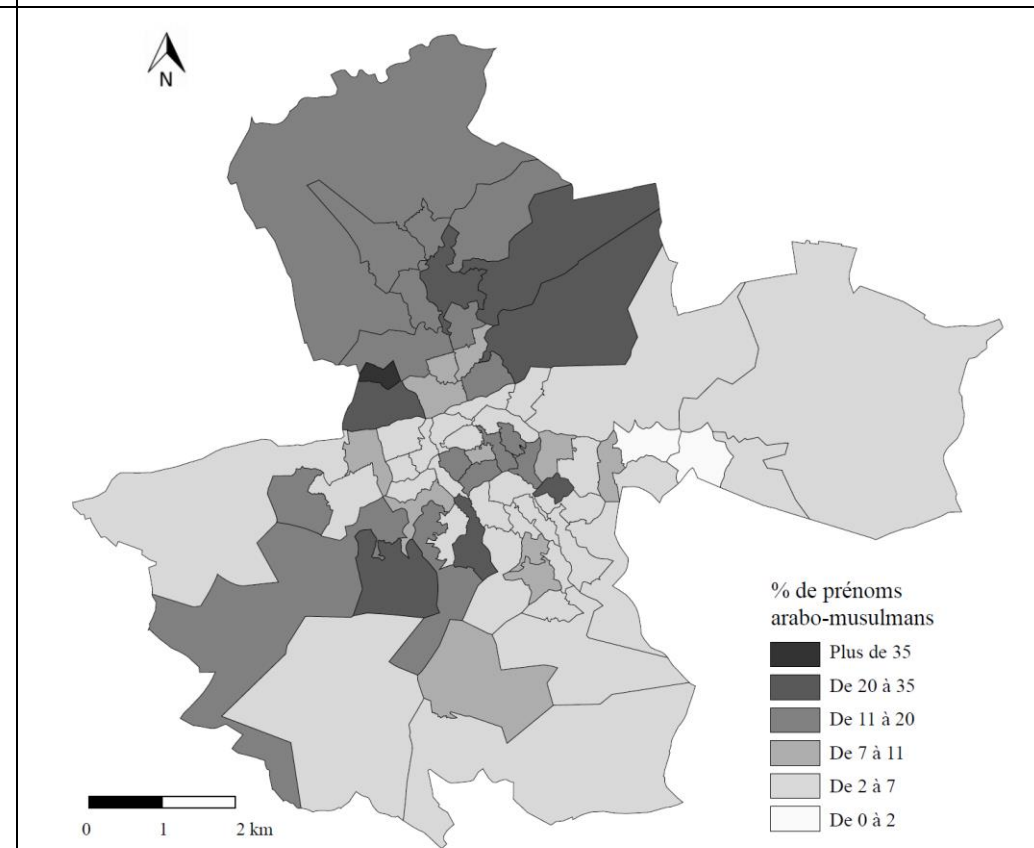 N
% de prénoms
arabo-musulmans
Plus de 35
De 20 à 35
De 11 à 20
De 7 à 11
De 2 à 7
De 0 à 2
0 1 2 km